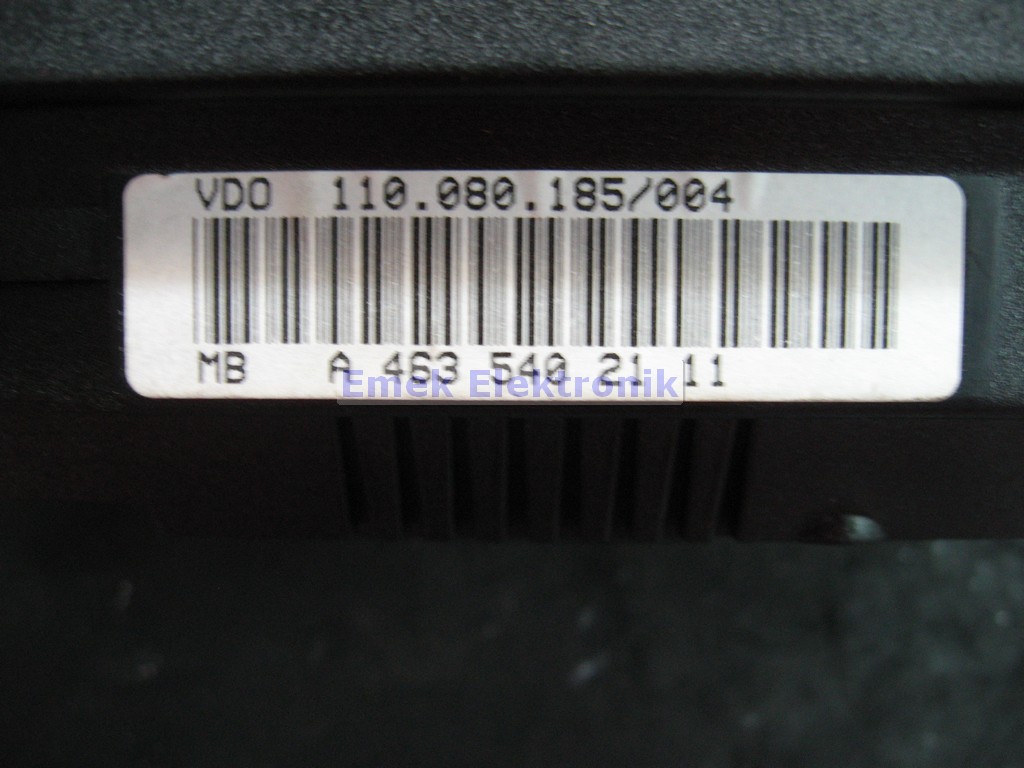 VDO 110.080.185/004
MB A 463 540 21 11
Emek Elektronik